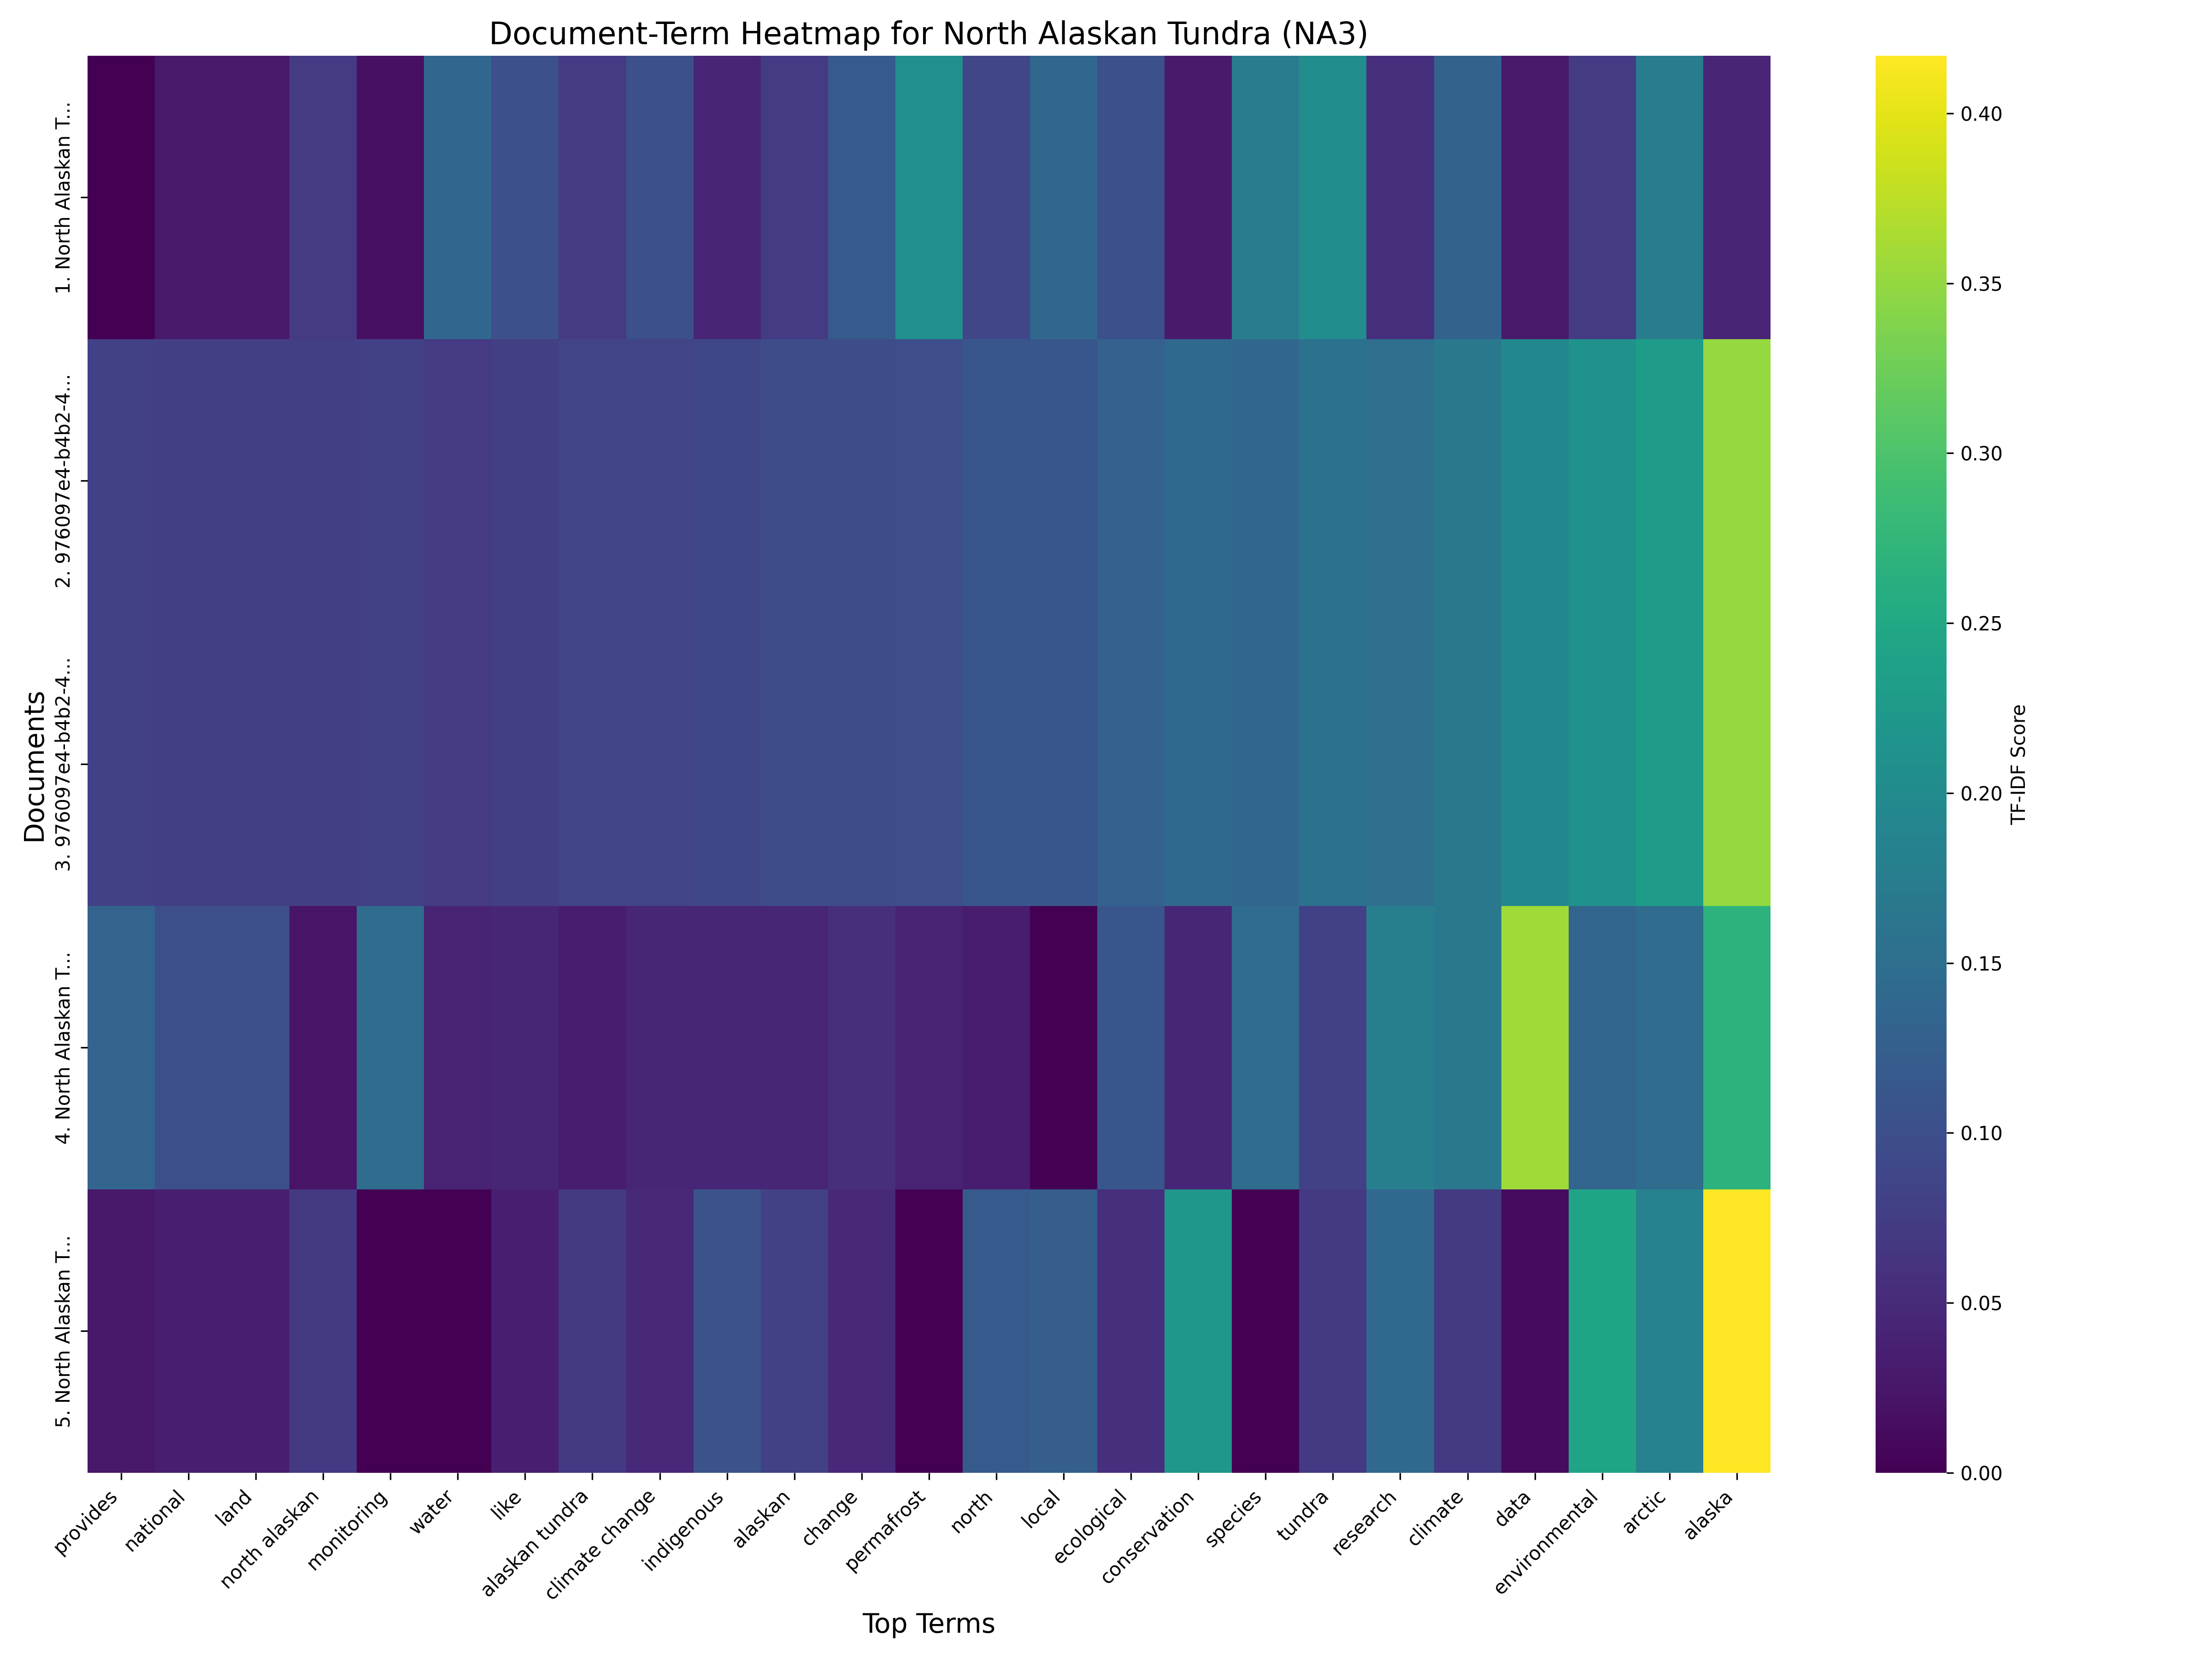 Document-Term Heatmap for North Alaskan Tundra (NA3)
Documents
1. North Alaskan T...
2. 976097e4-b4b2-4...
3. 976097e4-b4b2-4...
4. North Alaskan T...
5. North Alaskan T...
provides
national
land
north alaskan
monitoring
water
like
alaskan tundra
climate change
indigenous
alaskan
change
permafrost
north
local
ecological
conservation
species
tundra
research
climate
data
environmental
arctic
alaska
Top Terms
0.40
0.35
0.30
0.25
0.20
0.15
0.10
0.05
0.00
TF-IDF Score